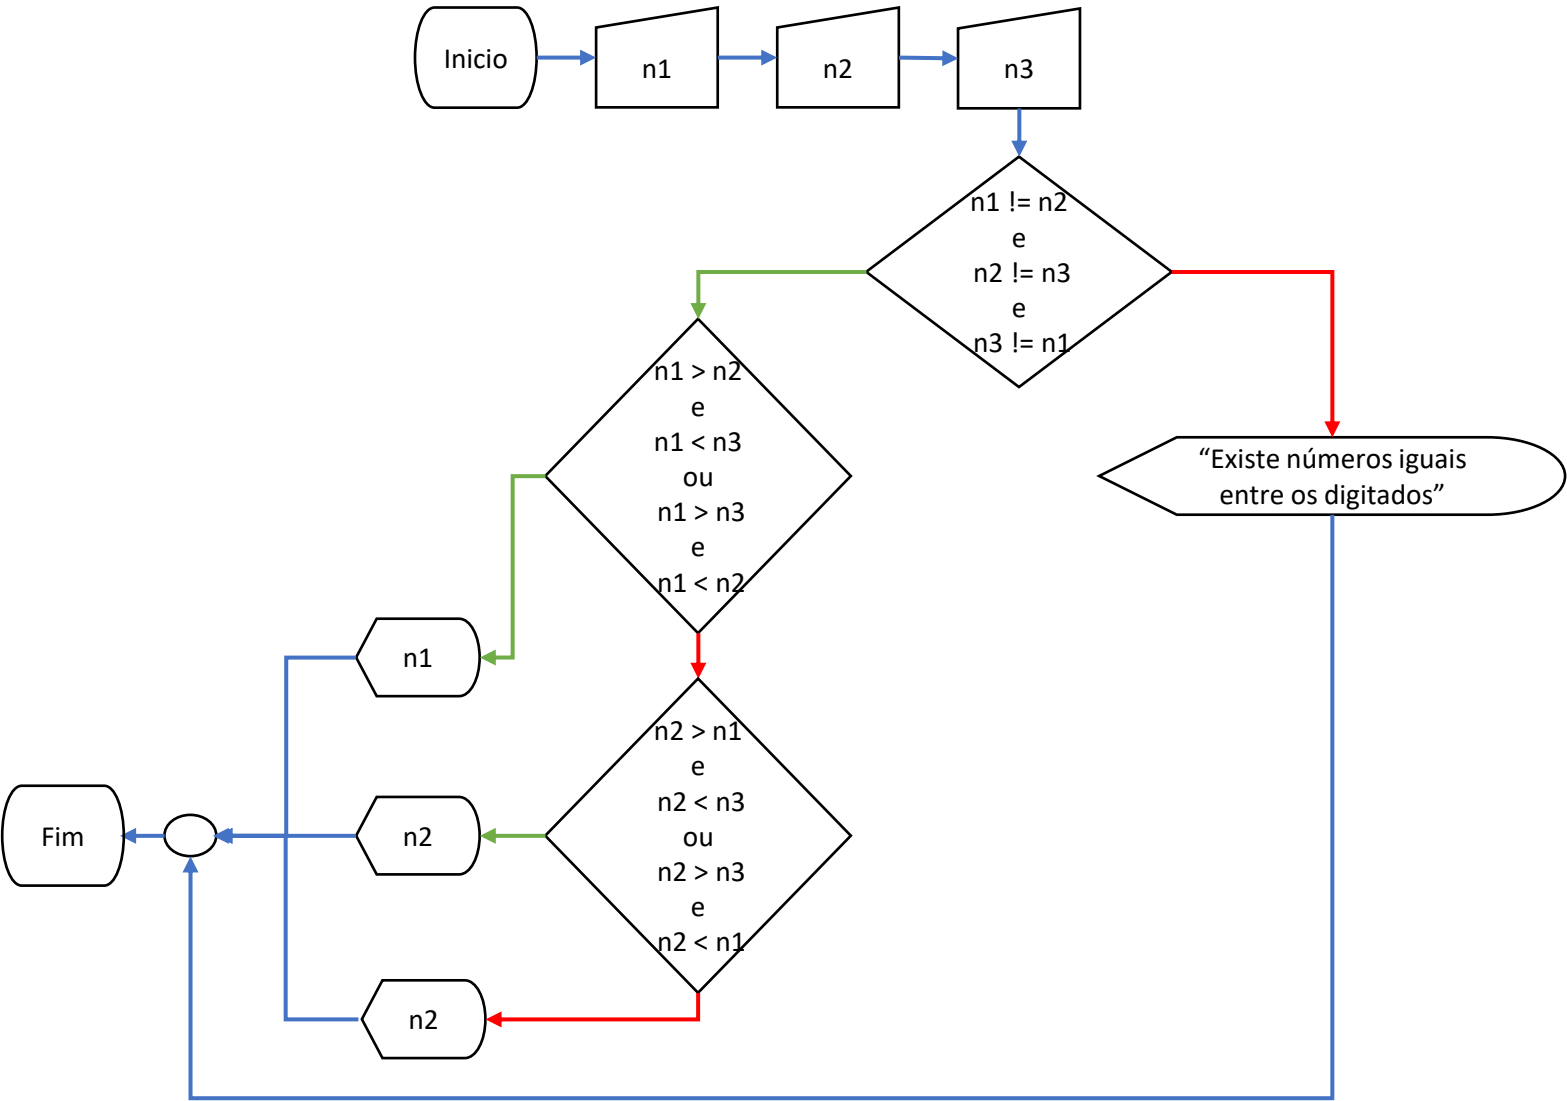 Inicio
n1
n2
n3
n1 != n2
e
n2 != n3
e
n3 != n1
n1 > n2
e
n1 < n3
ou
n1 > n3
e
n1 < n2
“Existe números iguais
entre os digitados”
n1
n2 > n1
e
n2 < n3
ou
n2 > n3
e
n2 < n1
n2
Fim
n2